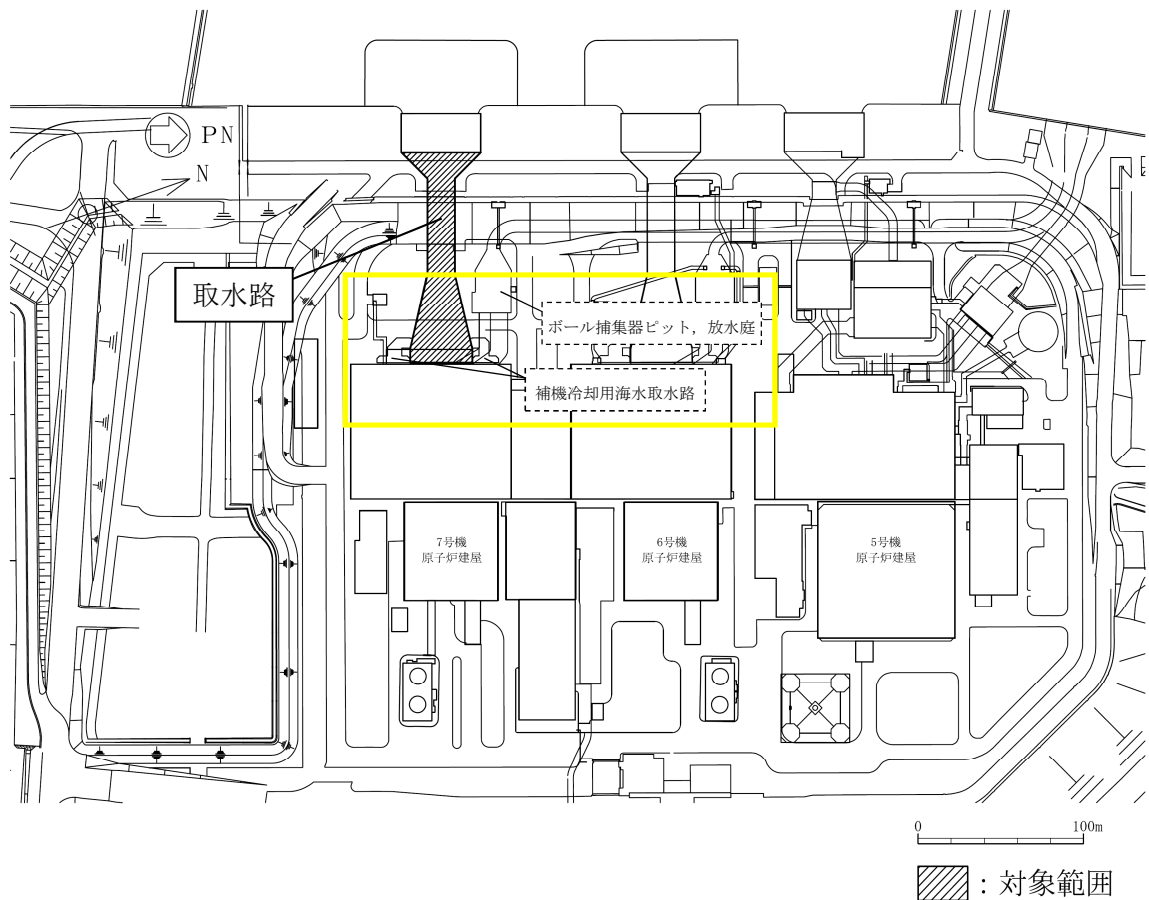 PN
N
取水路
ボール捕集器ピット，放水庭
補機冷却用海水取水路
7号機
原子炉建屋
6号機
原子炉建屋
5号機
原子炉建屋
0 100m
：対象範囲